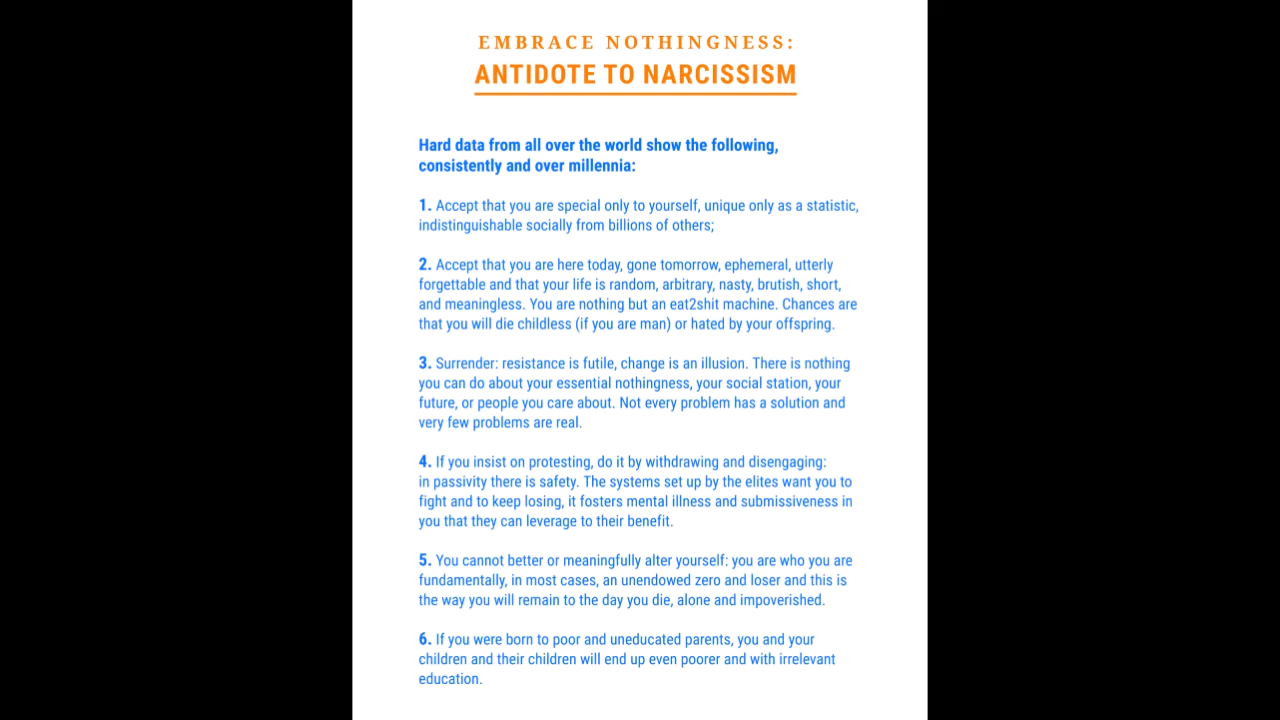 EMBRACE NOTHINGNESS:
ANTIDOTE TO NARCISSISM
Hard data from all over the world show the following,
consistently and over millennia:
1. Accept that you are special only to yourself, unique only as a statistic,
indistinguishable socially from billions of others;
2. Accept that you are here today, gone tomorrow, ephemeral, utterly
forgettable and that your life is random, arbitrary, nasty, brutish, short,
and meaningless. You are nothing but an eat2shit machine. Chances are
that you will die childless (if you are man) or hated by your offspring.
3. Surrender: resistance is futile, change is an illusion. There is nothing
you can do about your essential nothingness, your social station, your
future, or people you care about. Not every problem has a solution and
very few problems are real.
4. If you insist on protesting, do it by withdrawing and disengaging:
in passivity there is safety. The systems set up by the elites want you to
fight and to keep losing, it fosters mental illness and submissiveness in
you that they can leverage to their benefit.
5. You cannot better or meaningfully alter yourself: you are who you are
fundamentally, in most cases, an unendowed zero and loser and this is
the way you will remain to the day you die, alone and impoverished.
6. If you were born to poor and uneducated parents, you and your
children and their children will end up even poorer and with irrelevant
education.